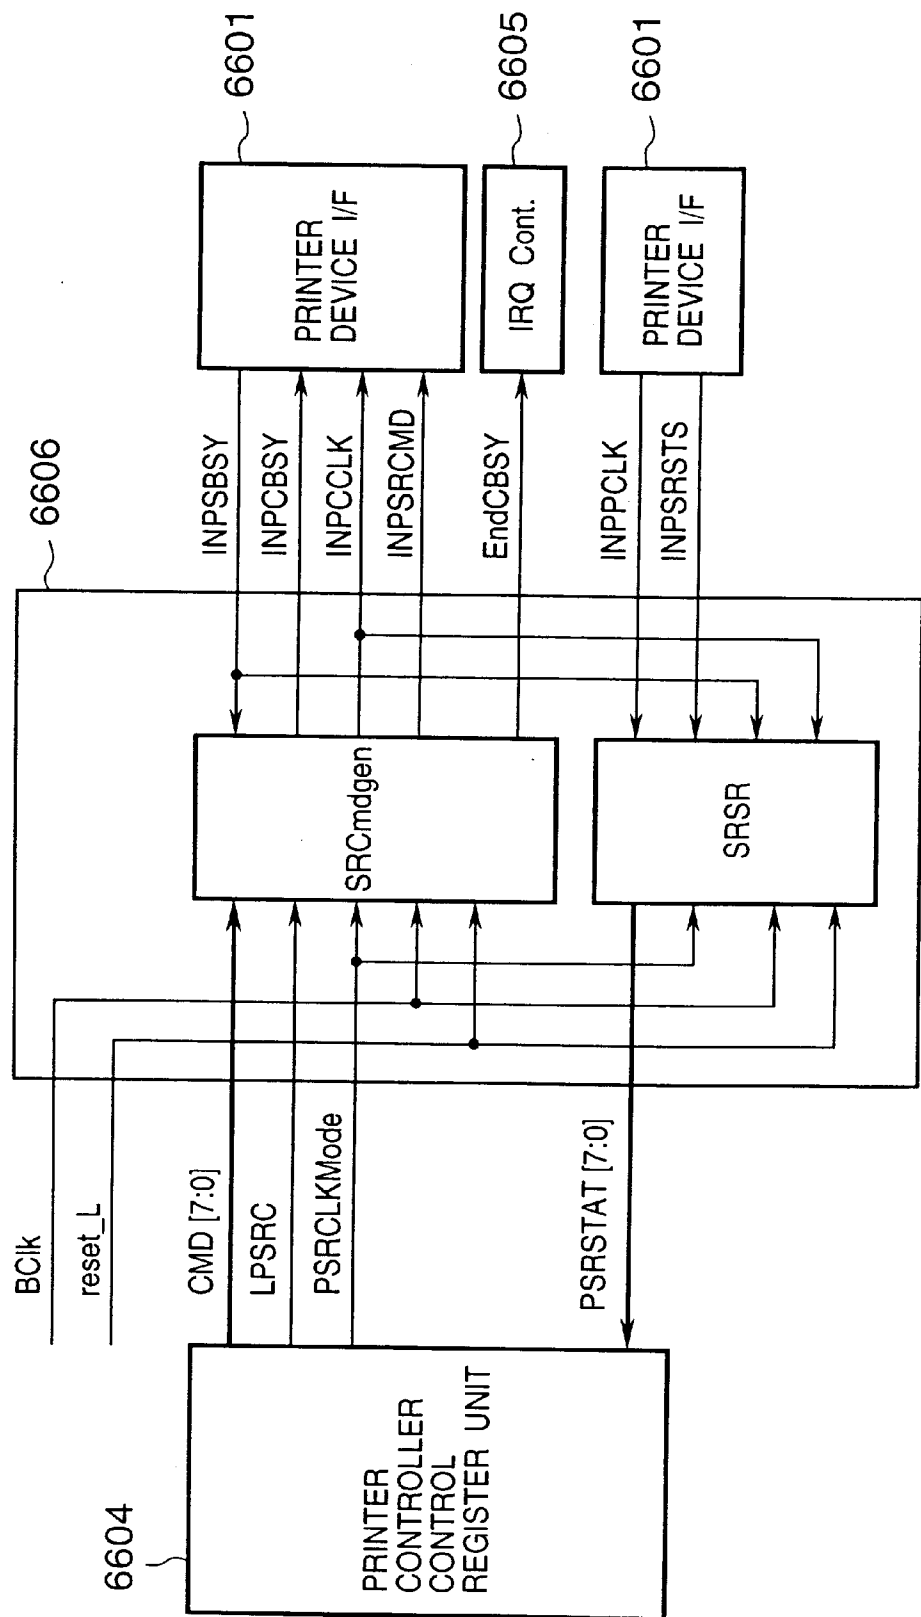 6604
PRINTER
CONTROLLER
CONTROL
REGISTER UNIT
BClk
reset_L
CMD [7:0]
LPSRC
PSRCLKMode
PSRSTAT [7:0]
6606
SRCmdgen
SRSR
INPSBSY
INPCBSY
INPCCLK
INPSRCMD
EndCBSY
INPPCLK
INPSRSTS
6601
PRINTER
DEVICE I/F
6605
IRQ Cont.
6601
PRINTER
DEVICE I/F